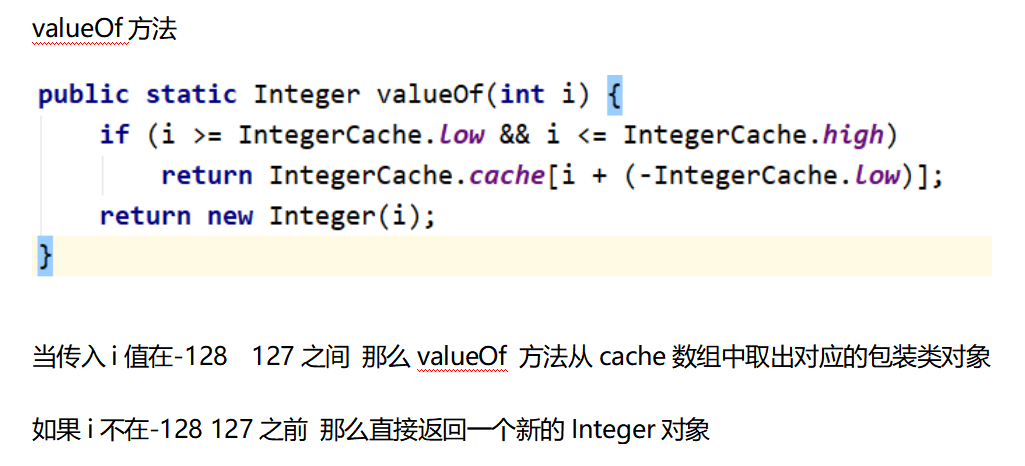 valueOf 方法
public static Integer valueOf(int i) {
    if (i >= IntegerCache.low && i <= IntegerCache.high)
        return IntegerCache.cache[i + (-IntegerCache.low)];
    return new Integer(i);
}
当传入 i 值在-128   127 之间  那么 valueOf  方法从 cache 数组中取出对应的包装类对象
如果 i 不在-128 127 之前  那么直接返回一个新的 Integer 对象